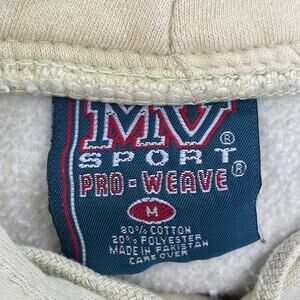 MV®
SPORT
PRO-WEAVE®
M
80% COTTON
20% POLYESTER
MADE IN PAKISTAN
CARE OVER